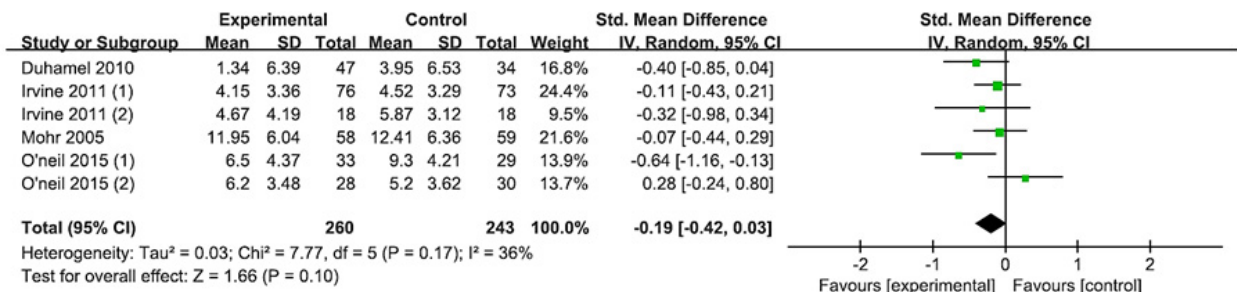 Experimental Control Std. Mean Difference Std. Mean Difference
Study or Subgroup Mean SD Total Mean SD Total Weight IV, Random, 95% CI IV, Random, 95% CI
Duhamel 2010 1.34 6.39 47 3.95 6.53 34 16.8% -0.40 [-0.85, 0.04]
Irvine 2011 (1) 4.15 3.36 76 4.52 3.29 73 24.4% -0.11 [-0.43, 0.21]
Irvine 2011 (2) 4.67 4.19 18 5.87 3.12 18 9.5% -0.32 [-0.98, 0.34]
Mohr 2005 11.95 6.04 58 12.41 6.36 59 21.6% -0.07 [-0.44, 0.29]
O'neil 2015 (1) 6.5 4.37 33 9.3 4.21 29 13.9% -0.64 [-1.16, -0.13]
O'neil 2015 (2) 6.2 3.48 28 5.2 3.62 30 13.7% 0.28 [-0.24, 0.80]
Total (95% CI) 260 243 100.0% -0.19 [-0.42, 0.03]
Heterogeneity: Tau² = 0.03; Chi² = 7.77, df = 5 (P = 0.17); I² = 36%
Test for overall effect: Z = 1.66 (P = 0.10)
-2 -1 0 1 2
Favours [experimental] Favours [control]